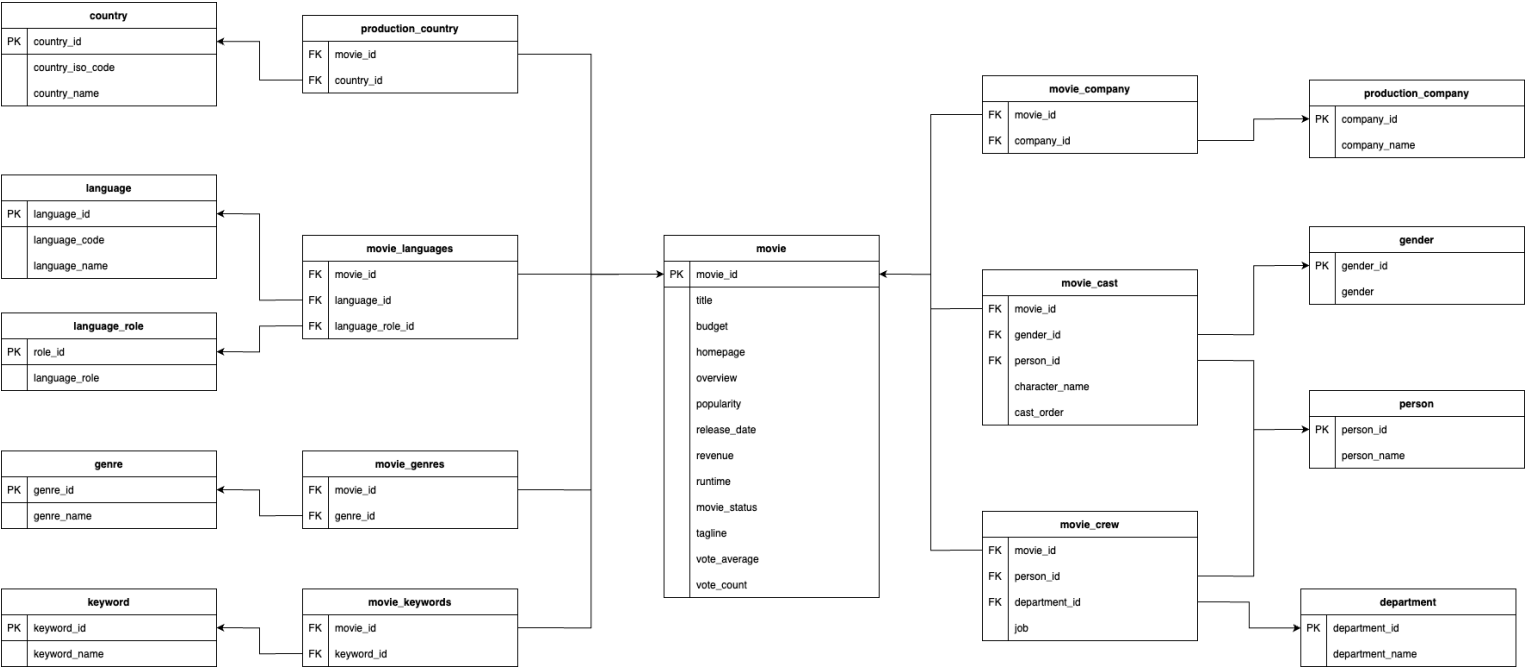 country
PK country_id
country_iso_code
country_name
production_country
FK movie_id
FK country_id
language
PK language_id
language_code
language_name
movie_languages
FK movie_id
FK language_id
FK language_role_id
language_role
PK role_id
language_role
genre
PK genre_id
genre_name
movie_genres
FK movie_id
FK genre_id
keyword
PK keyword_id
keyword_name
movie_keywords
FK movie_id
FK keyword_id
movie
PK movie_id
title
budget
homepage
overview
popularity
release_date
revenue
runtime
movie_status
tagline
vote_average
vote_count
movie_company
FK movie_id
FK company_id
production_company
PK company_id
company_name
movie_cast
FK movie_id
FK gender_id
FK person_id
character_name
cast_order
gender
PK gender_id
gender
person
PK person_id
person_name
movie_crew
FK movie_id
FK person_id
FK department_id
job
department
PK department_id
department_name